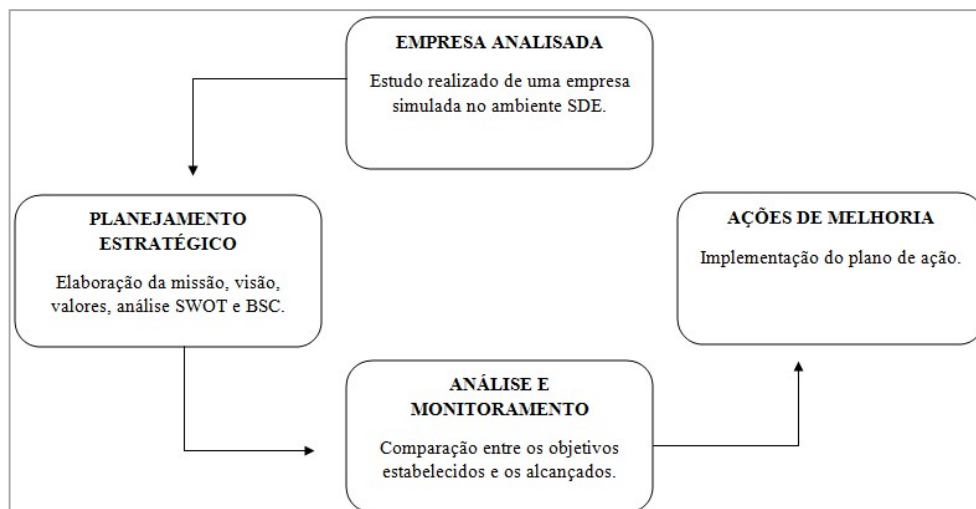 EMPRESA ANALISADA
Estudo realizado de uma empresa
simulada no ambiente SDE.
PLANEJAMENTO
ESTRATÉGICO
Elaboração da missão, visão,
valores, análise SWOT e BSC.
ANÁLISE E
MONITORAMENTO
Comparação entre os objetivos
estabelecidos e os alcançados.
AÇÕES DE MELHORIA
Implementação do plano de ação.